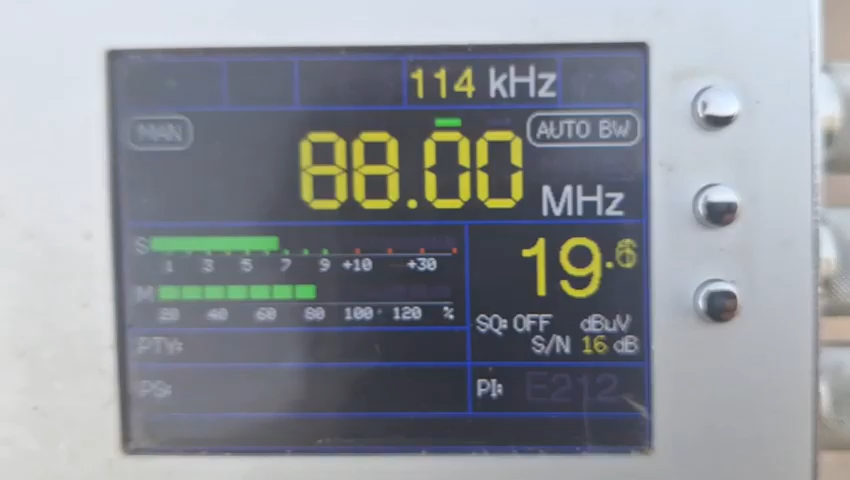 114 kHz
MAN
AUTO BW
88.00 MHz
S
1 3 5 7 9 +10 +30
19.6
M
20 40 60 80 100 120 %
SQ: OFF dBuV
S/N 16 dB
PTY:
PS:
PI: E212